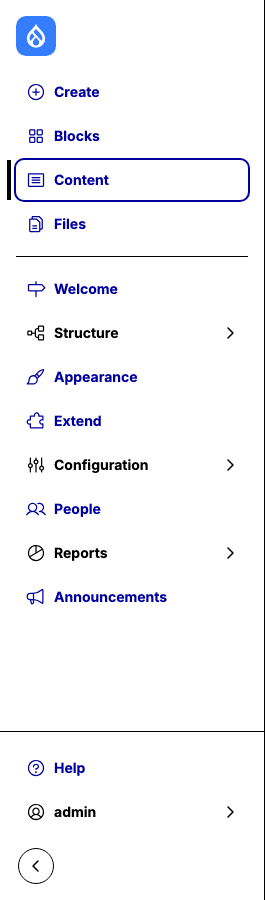 Create
Blocks
Content
Files
Welcome
Structure
Appearance
Extend
Configuration
People
Reports
Announcements
Help
admin